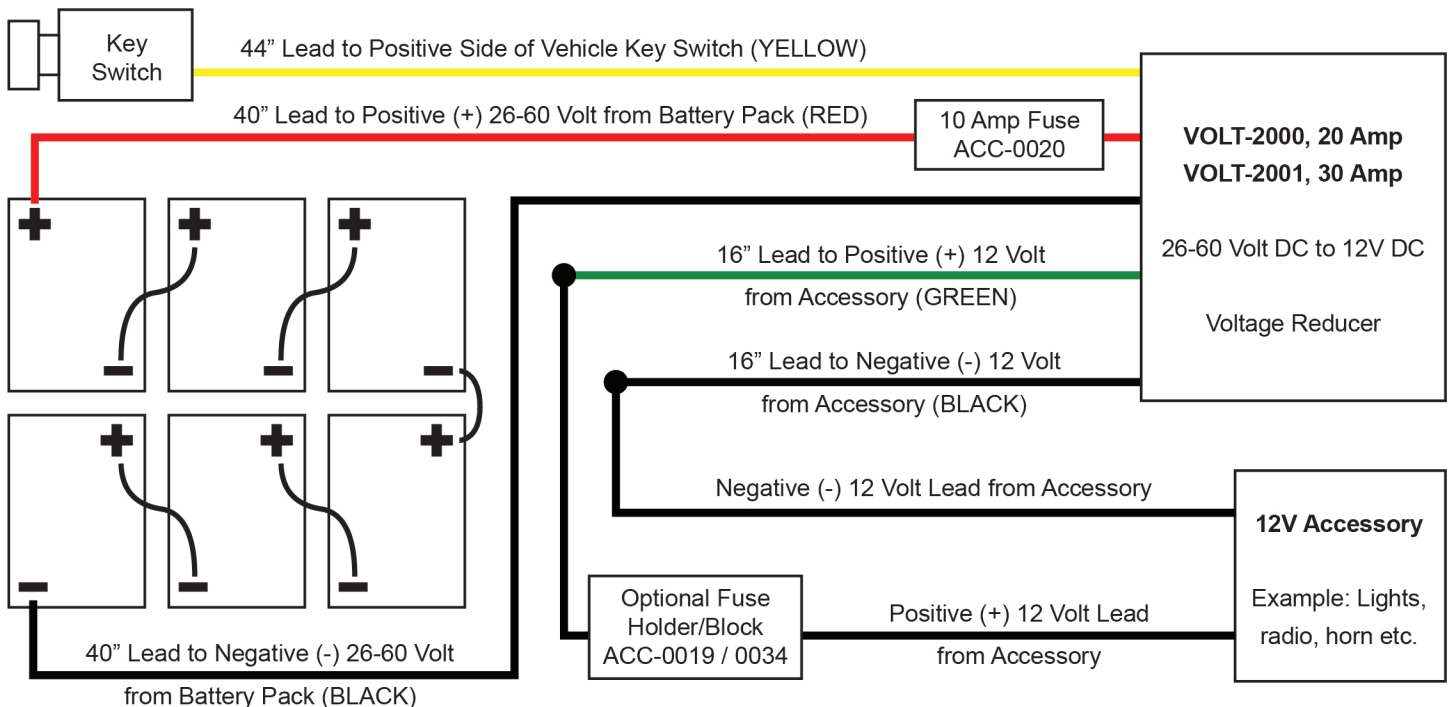 Key
Switch
44” Lead to Positive Side of Vehicle Key Switch (YELLOW)
40” Lead to Positive (+) 26-60 Volt from Battery Pack (RED)
10 Amp Fuse
ACC-0020
VOLT-2000, 20 Amp
VOLT-2001, 30 Amp
26-60 Volt DC to 12V DC
Voltage Reducer
16” Lead to Positive (+) 12 Volt
from Accessory (GREEN)
16” Lead to Negative (-) 12 Volt
from Accessory (BLACK)
Negative (-) 12 Volt Lead from Accessory
12V Accessory
Example: Lights,
radio, horn etc.
Optional Fuse
Holder/Block
ACC-0019 / 0034
Positive (+) 12 Volt Lead
from Accessory
40” Lead to Negative (-) 26-60 Volt
from Battery Pack (BLACK)